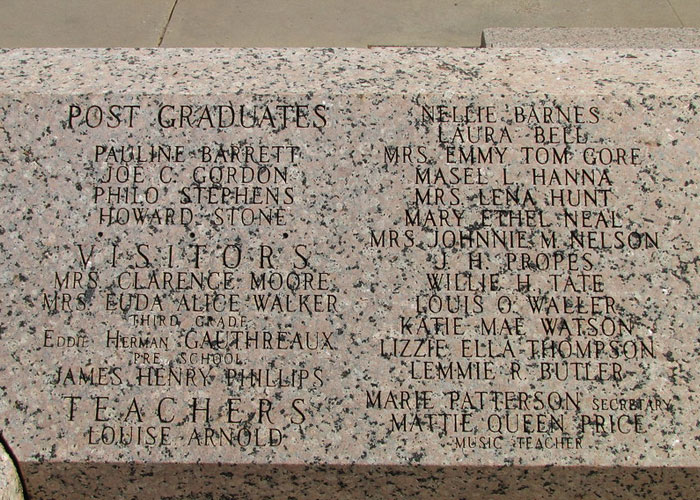 POST GRADUATES
PAULINE BARRETT
JOE C. GORDON
PHILO STEPHENS
HOWARD STONE
VISITORS
MRS. CLARENCE MOORE
MRS. EUDA ALICE WALKER
THIRD GRADE
EDDIE HERMAN GAUTHREAUX
PRE SCHOOL
JAMES HENRY PHILLIPS
TEACHERS
LOUISE ARNOLD
NELLIE BARNES
LAURA BELL
MRS. EMMY TOM GORE
MASEL L. HANNA
MRS. LENA HUNT
MARY ETHEL NEAL
MRS. JOHNNIE M. NELSON
J. H. PROPES
WILLIE H. TATE
LOUIS O. WALLER
KATIE MAE WATSON
LIZZIE ELLA THOMPSON
LEMMIE R. BUTLER
MARIE PATTERSON SECRETARY
MATTIE QUEEN PRICE
MUSIC TEACHER